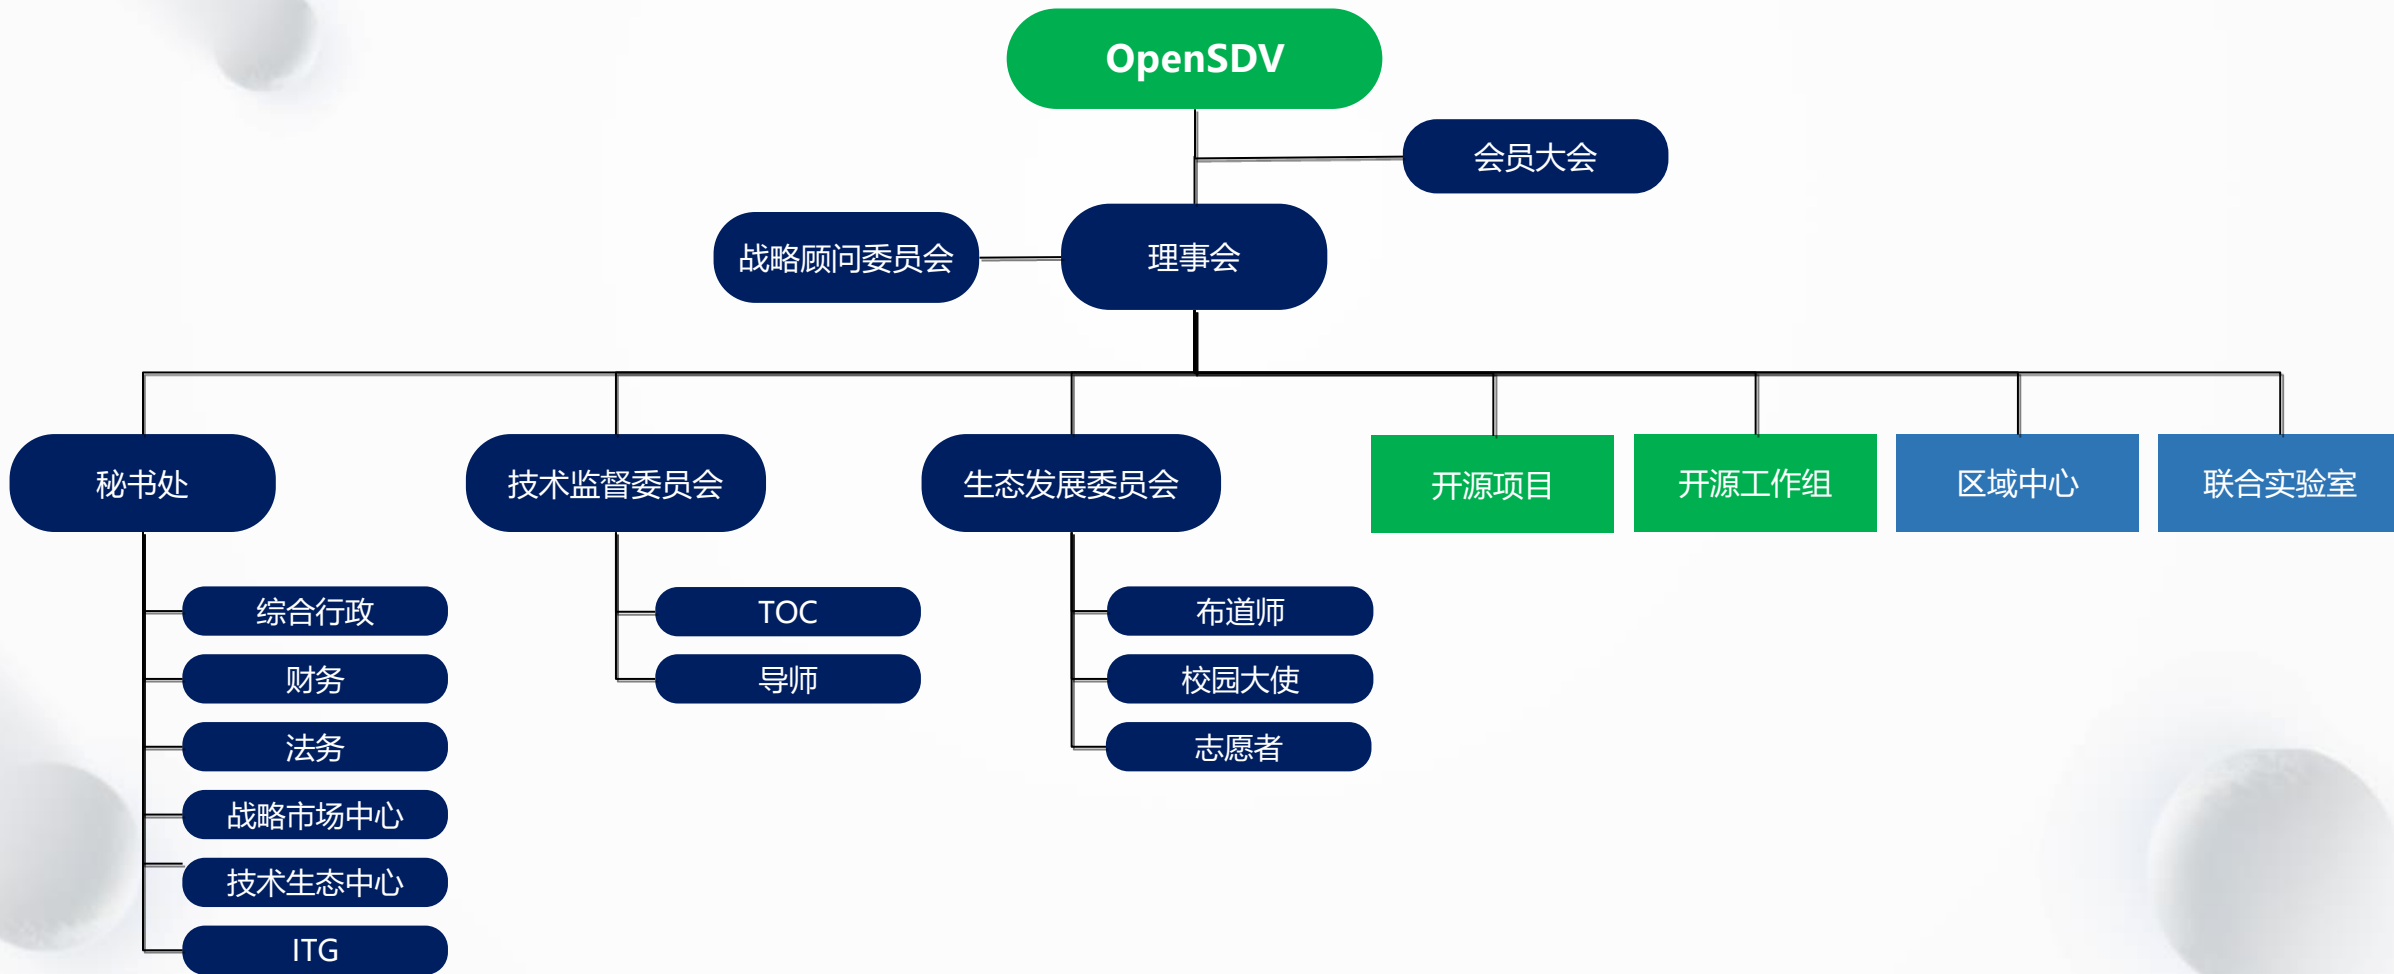 OpenSDV
会员大会
战略顾问委员会
理事会
秘书处
技术监督委员会
生态发展委员会
开源项目
开源工作组
区域中心
联合实验室
综合行政
财务
法务
战略市场中心
技术生态中心
ITG
TOC
导师
布道师
校园大使
志愿者